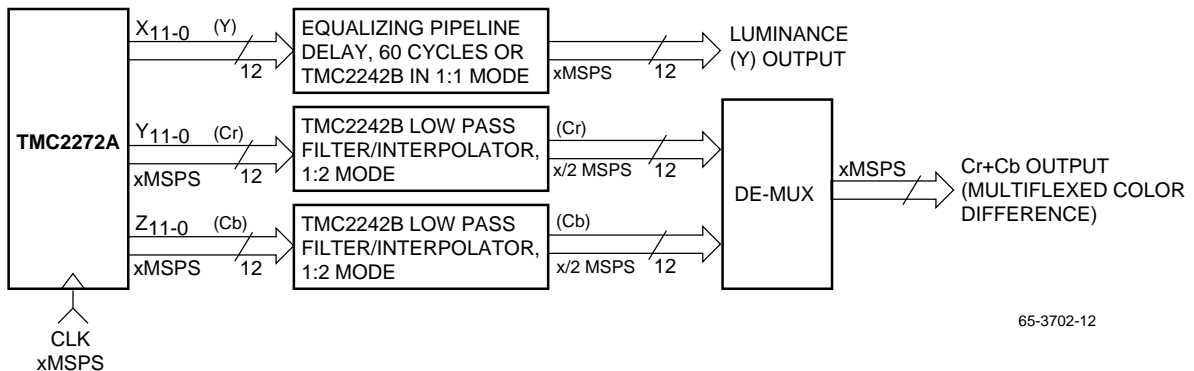 TMC2272A
X11-0 (Y)
12
EQUALIZING PIPELINE
DELAY, 60 CYCLES OR
TMC2242B IN 1:1 MODE
xMSPS 12
LUMINANCE
(Y) OUTPUT
Y11-0 (Cr)
xMSPS 12
TMC2242B LOW PASS
FILTER/INTERPOLATOR,
1:2 MODE
(Cr)
x/2 MSPS 12
Z11-0 (Cb)
xMSPS 12
TMC2242B LOW PASS
FILTER/INTERPOLATOR,
1:2 MODE
(Cb)
x/2 MSPS 12
DE-MUX
xMSPS
Cr+Cb OUTPUT
(MULTIFLEXED COLOR
DIFFERENCE)
CLK
xMSPS
65-3702-12